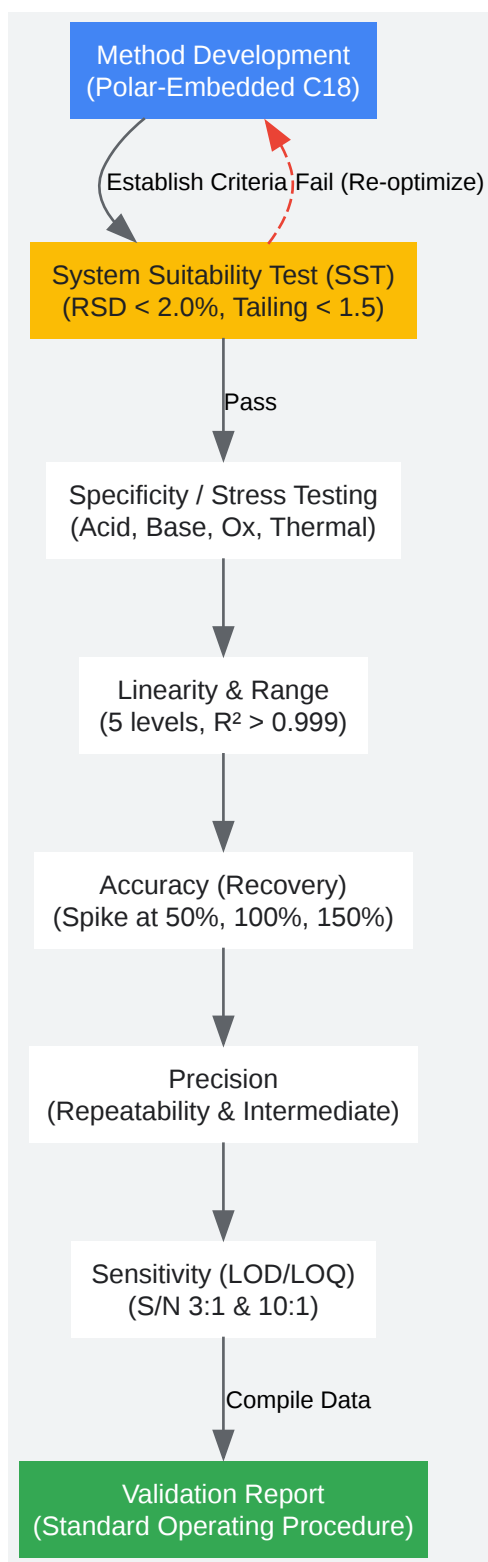 Method Development
(Polar-Embedded C18)
Establish Criteria
Fail (Re-optimize)
System Suitability Test (SST)
(RSD < 2.0%, Tailing < 1.5)
Pass
Specificity / Stress Testing
(Acid, Base, Ox, Thermal)
Linearity & Range
(5 levels, R² > 0.999)
Accuracy (Recovery)
(Spike at 50%, 100%, 150%)
Precision
(Repeatability & Intermediate)
Sensitivity (LOD/LOQ)
(S/N 3:1 & 10:1)
Compile Data
Validation Report
(Standard Operating Procedure)